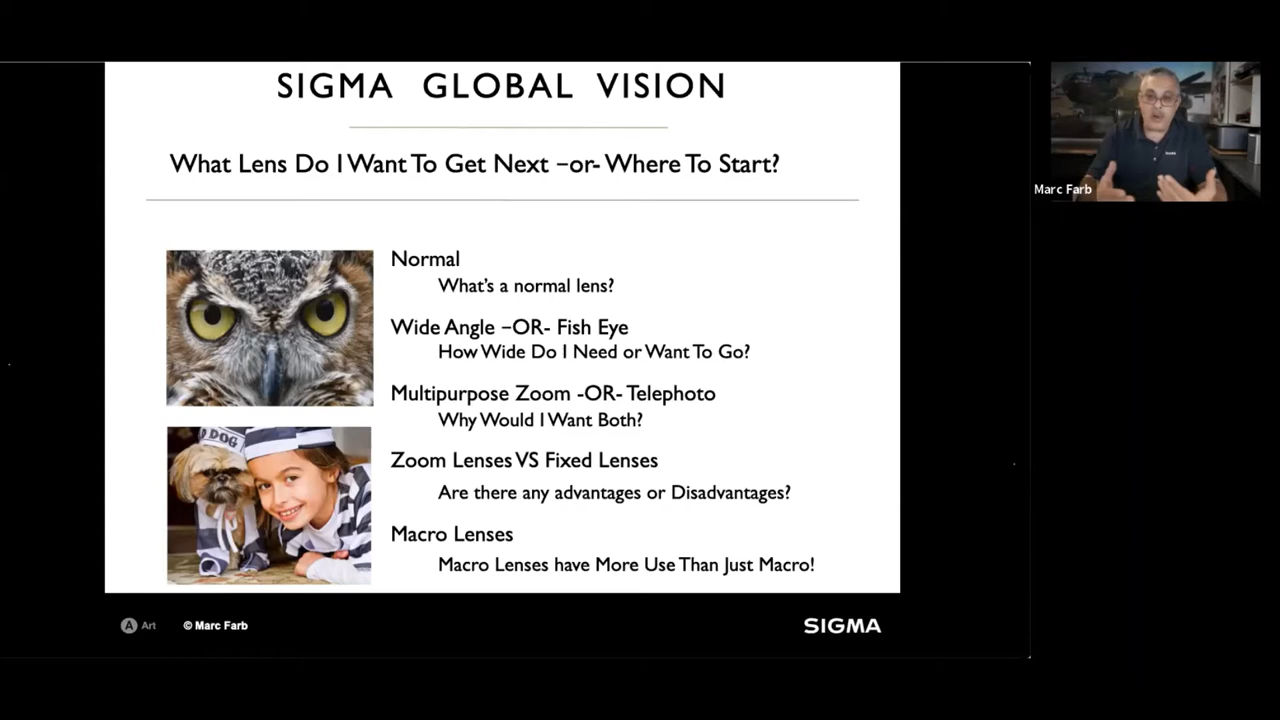 SIGMA GLOBAL VISION
What Lens Do I Want To Get Next –or- Where To Start?
Normal
What's a normal lens?
Wide Angle –OR- Fish Eye
How Wide Do I Need or Want To Go?
Multipurpose Zoom -OR- Telephoto
Why Would I Want Both?
Zoom Lenses VS Fixed Lenses
Are there any advantages or Disadvantages?
Macro Lenses
Macro Lenses have More Use Than Just Macro!
DOG
A Art
© Marc Farb
SIGMA
Marc Farb